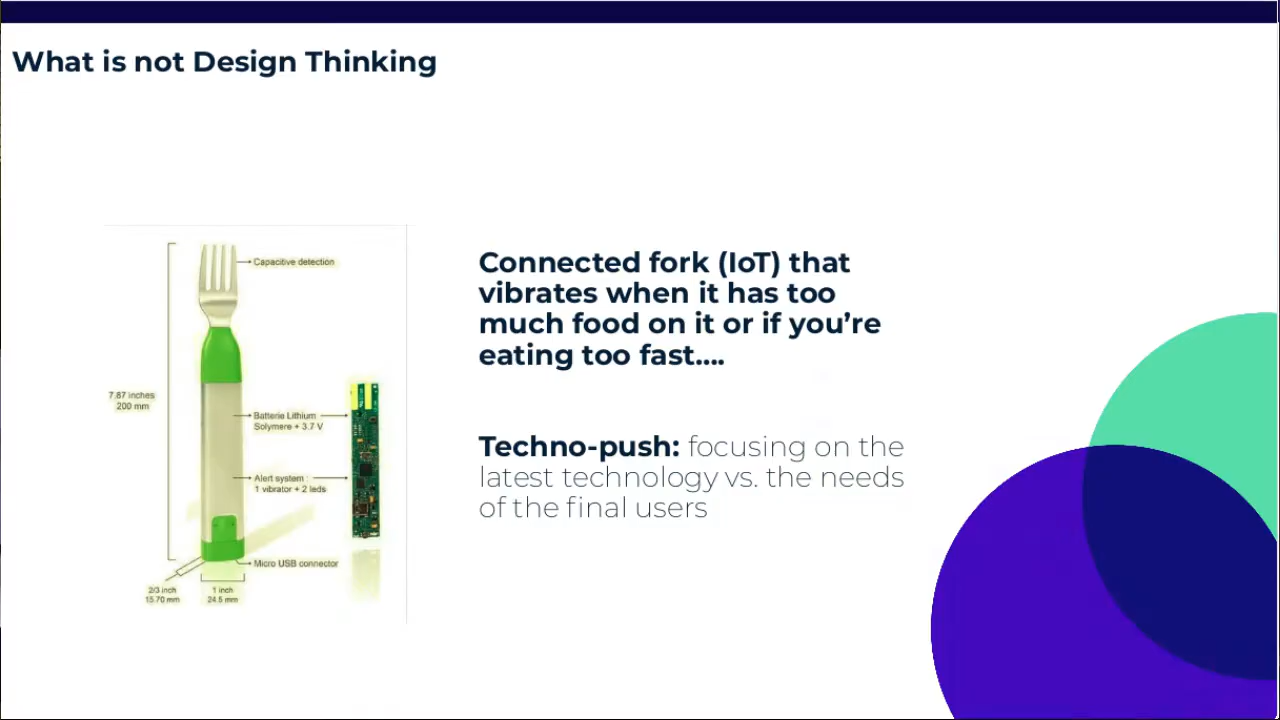 What is not Design Thinking
Capacitive detection
7.87 inches
200 mm
Batterie Lithium
Solymere + 3.7 V
Alert system :
1 vibrator + 2 leds
Micro USB connector
2/3 inch
15.70 mm
1 inch
24.5 mm
Connected fork (IoT) that
vibrates when it has too
much food on it or if you’re
eating too fast....
Techno-push: focusing on the
latest technology vs. the needs
of the final users